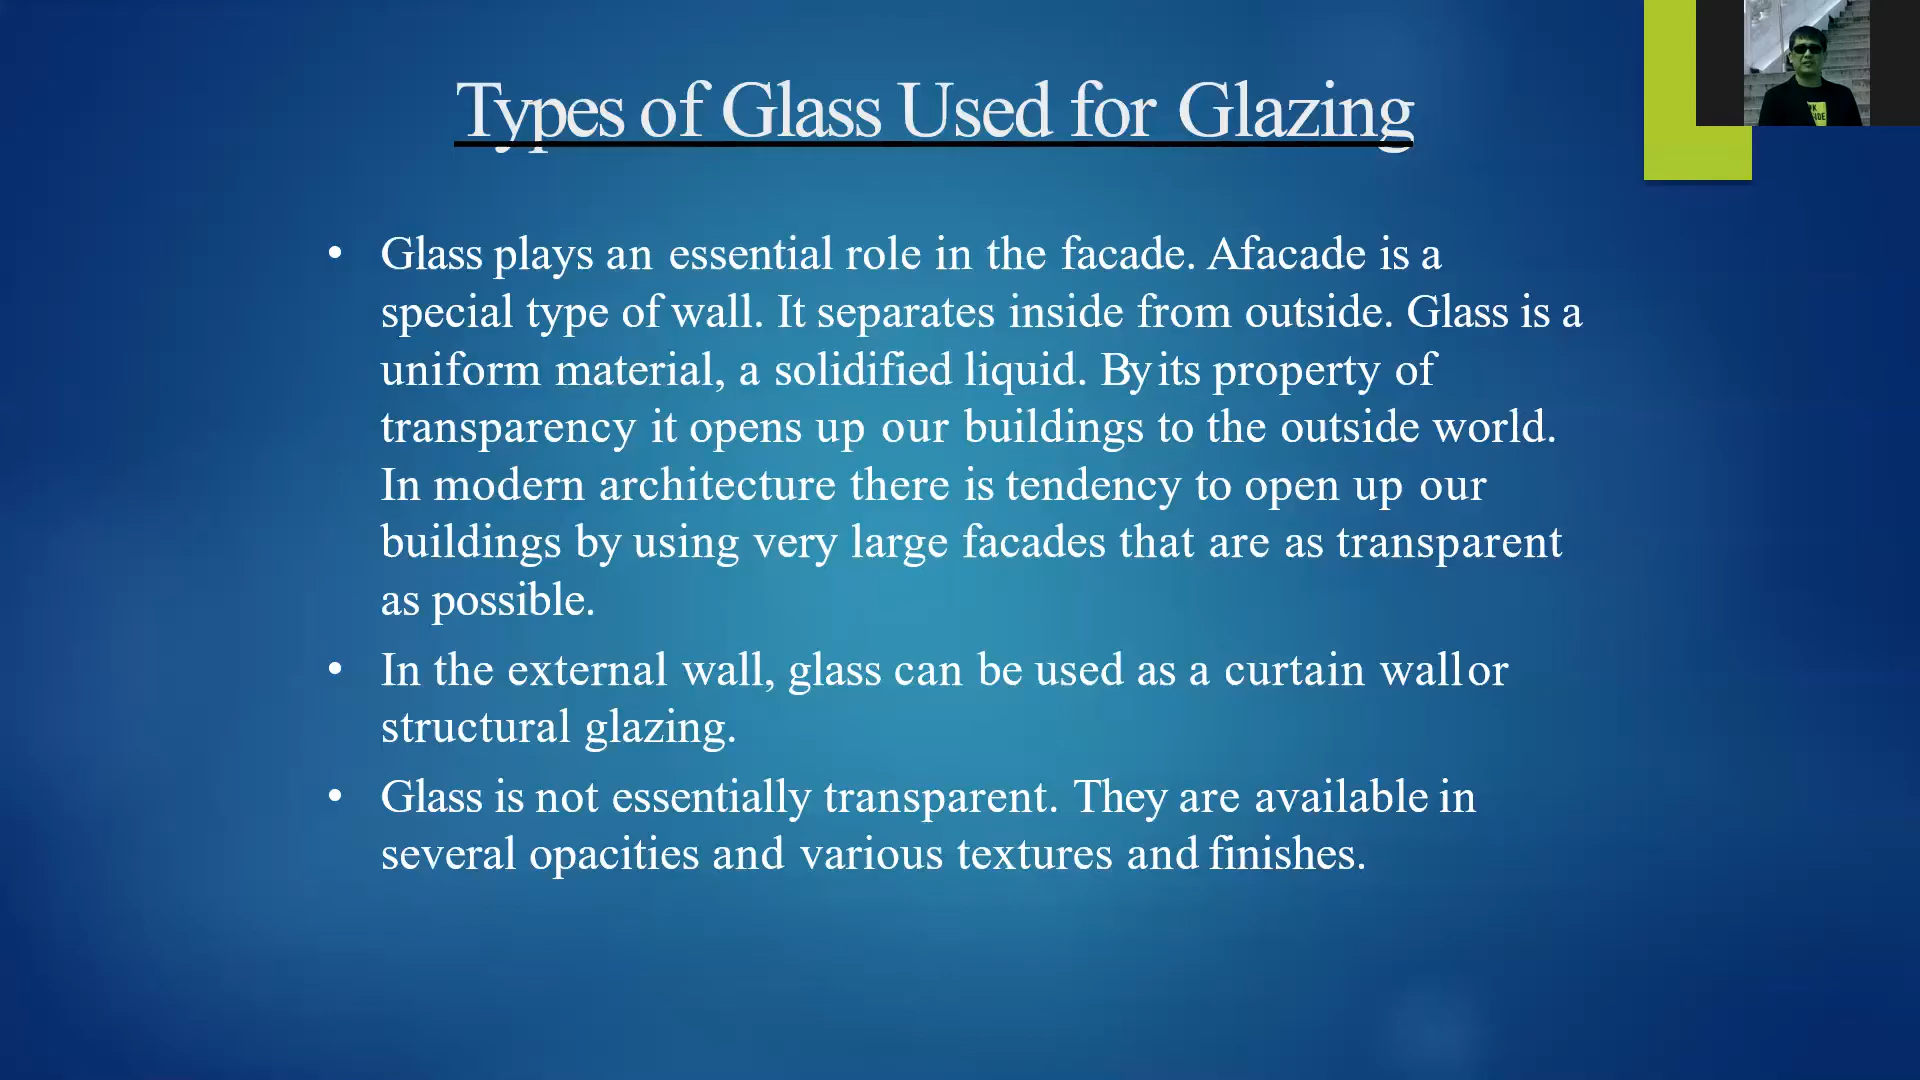 Types of Glass Used for Glazing
• Glass plays an essential role in the facade. Afacade is a
special type of wall. It separates inside from outside. Glass is a
uniform material, a solidified liquid. By its property of
transparency it opens up our buildings to the outside world.
In modern architecture there is tendency to open up our
buildings by using very large facades that are as transparent
as possible.
• In the external wall, glass can be used as a curtain wall or
structural glazing.
• Glass is not essentially transparent. They are available in
several opacities and various textures and finishes.